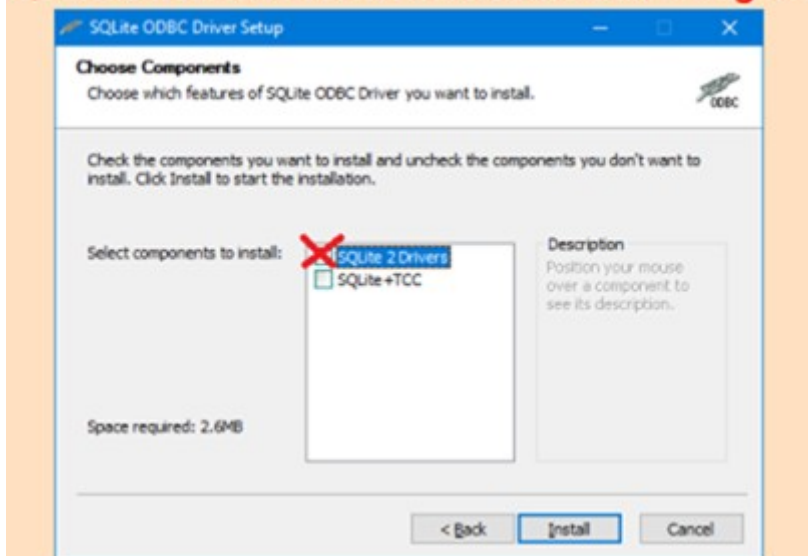 SQLite ODBC Driver Setup
Choose Components
Choose which features of SQLite ODBC Driver you want to install.
ODBC
Check the components you want to install and uncheck the components you don't want to
install. Click Install to start the installation.
Select components to install:
SQLite 2 Drivers
SQLite +TCC
Description
Position your mouse
over a component to
see its description.
Space required: 2.6MB
< Back
Install
Cancel